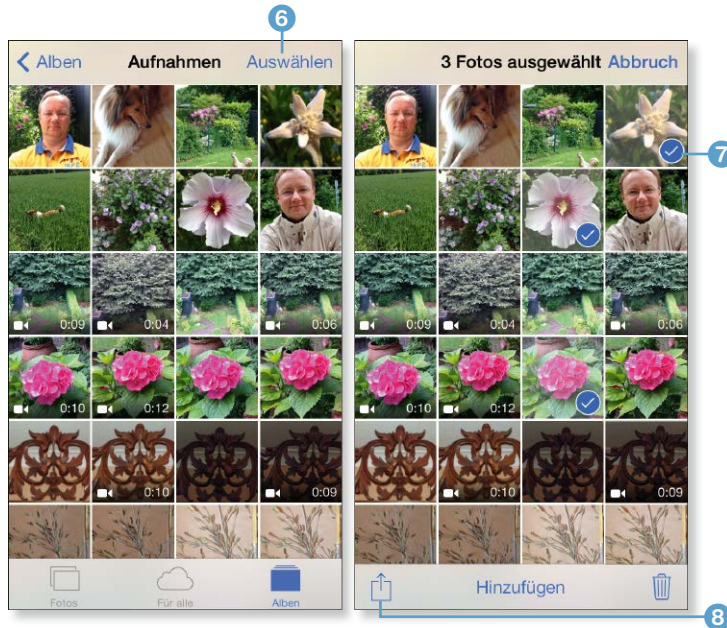 6
Alben Aufnahmen Auswählen
0:09 0:04 0:06
0:10 0:12
0:10 0:09
Fotos Für alle Alben
3 Fotos ausgewählt Abbruch
7
0:09 0:04 0:06
0:10 0:12
0:10 0:09
Hinzufügen
8